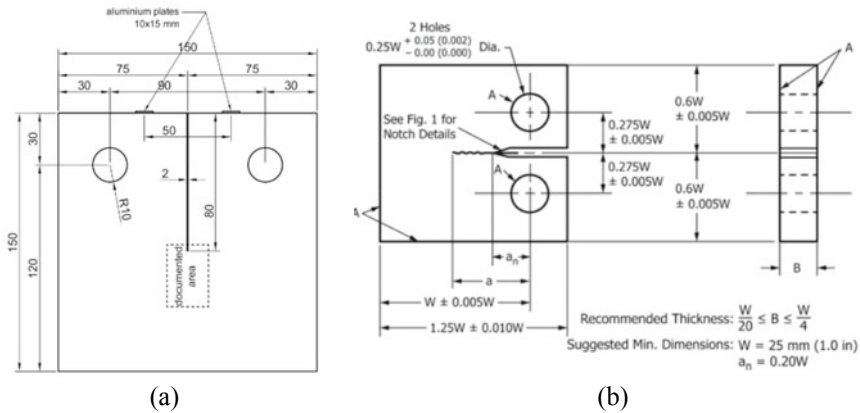 aluminium plates
10x15 mm
150
75
75
30
90
30
30
50
2
80
R10
150
120
documented
area
(a)
2 Holes
0.25W + 0.05 (0.002) Dia.
− 0.00 (0.000)
A
A
See Fig. 1 for
Notch Details
0.6W
± 0.005W
0.275W
± 0.005W
A
0.275W
± 0.005W
0.6W
± 0.005W
A
aₙ
a
B
W ± 0.005W
1.25W ± 0.010W
Recommended Thickness: W/20 ≤ B ≤ W/4
Suggested Min. Dimensions: W = 25 mm (1.0 in)
aₙ = 0.20W
(b)